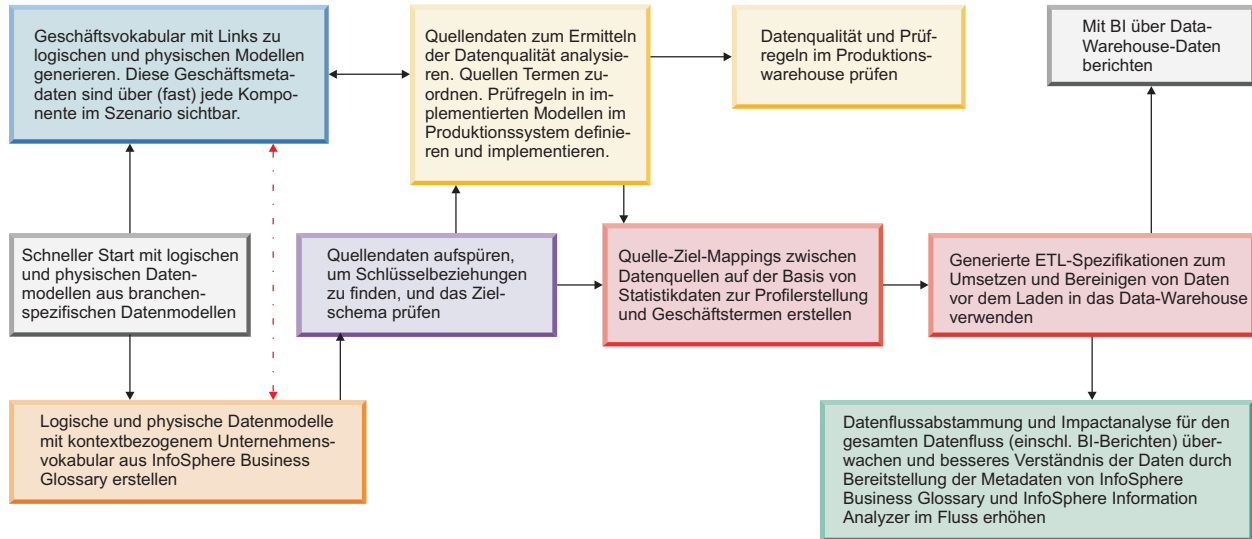 Geschäftsvokabular mit Links zu
logischen und physischen Modellen
generieren. Diese Geschäftsmeta-
daten sind über (fast) jede Kompo-
nente im Szenario sichtbar.
Quellendaten zum Ermitteln
der Datenqualität analysie-
ren. Quellen Termen zu-
ordnen. Prüfregeln in im-
plementierten Modellen im
Produktionssystem definie-
ren und implementieren.
Datenqualität und Prüf-
regeln im Produktions-
warehouse prüfen
Mit BI über Data-
Warehouse-Daten
berichten
Schneller Start mit logischen
und physischen Daten-
modellen aus branchen-
spezifischen Datenmodellen
Quellendaten aufspüren,
um Schlüsselbeziehungen
zu finden, und das Ziel-
schema prüfen
Quelle-Ziel-Mappings zwischen
Datenquellen auf der Basis von
Statistikdaten zur Profilerstellung
und Geschäftstermen erstellen
Generierte ETL-Spezifikationen zum
Umsetzen und Bereinigen von Daten
vor dem Laden in das Data-Warehouse
verwenden
Logische und physische Datenmodelle
mit kontextbezogenem Unternehmens-
vokabular aus InfoSphere Business
Glossary erstellen
Datenflussabstammung und Impactanalyse für den
gesamten Datenfluss (einschl. BI-Berichten) über-
wachen und besseres Verständnis der Daten durch
Bereitstellung der Metadaten von InfoSphere
Business Glossary und InfoSphere Information
Analyzer im Fluss erhöhen